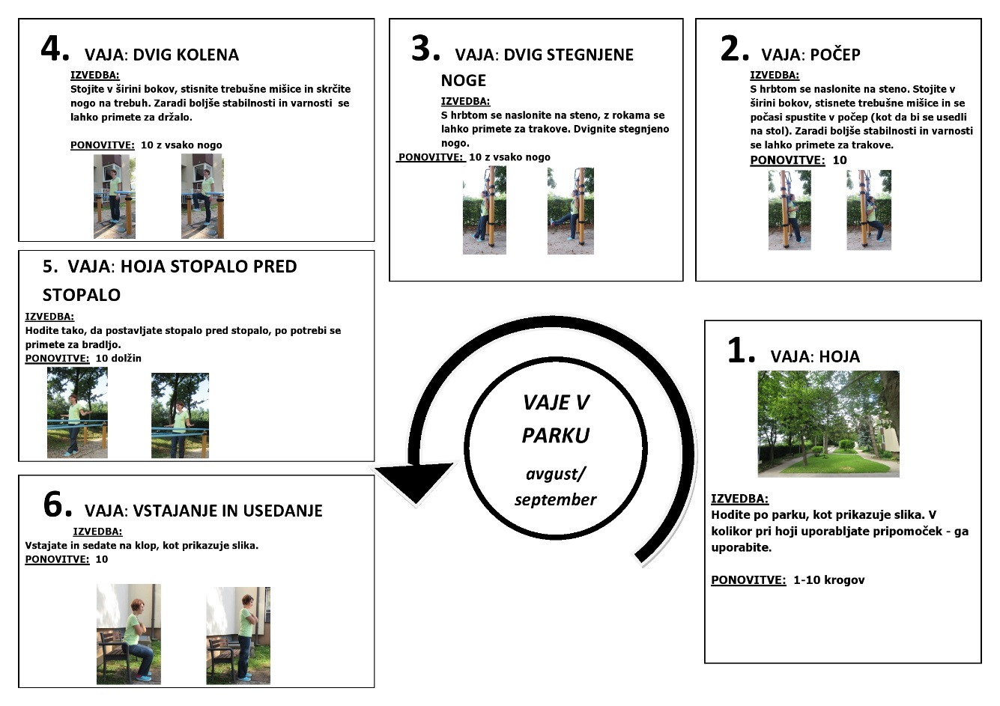 4. VAJA: DVIG KOLENA
IZVEDBA:
Stojite v širini bokov, stisnite trebušne mišice in skrčite
nogo na trebuh. Zaradi boljše stabilnosti in varnosti se
lahko primete za držalo.
PONOVITVE: 10 z vsako nogo
3. VAJA: DVIG STEGNJENE
NOGE
IZVEDBA:
S hrbtom se naslonite na steno, z rokama se
lahko primete za trakove. Dvignite stegnjeno
nogo.
PONOVITVE: 10 z vsako nogo
2. VAJA: POČEP
IZVEDBA:
S hrbtom se naslonite na steno. Stojite v
širini bokov, stisnete trebušne mišice in se
počasi spustite v počep (kot da bi se usedli
na stol). Zaradi boljše stabilnosti in varnosti
se lahko primete za trakove.
PONOVITVE: 10
5. VAJA: HOJA STOPALO PRED
STOPALO
IZVEDBA:
Hodite tako, da postavljate stopalo pred stopalo, po potrebi se
primete za bradljo.
PONOVITVE: 10 dolžin
6. VAJA: VSTAJANJE IN USEDANJE
IZVEDBA:
Vstajate in sedate na klop, kot prikazuje slika.
PONOVITVE: 10
VAJE V
PARKU
avgust/
september
1. VAJA: HOJA
IZVEDBA:
Hodite po parku, kot prikazuje slika. V
kolikor pri hoji uporabljate pripomoček - ga
uporabite.
PONOVITVE: 1-10 krogov